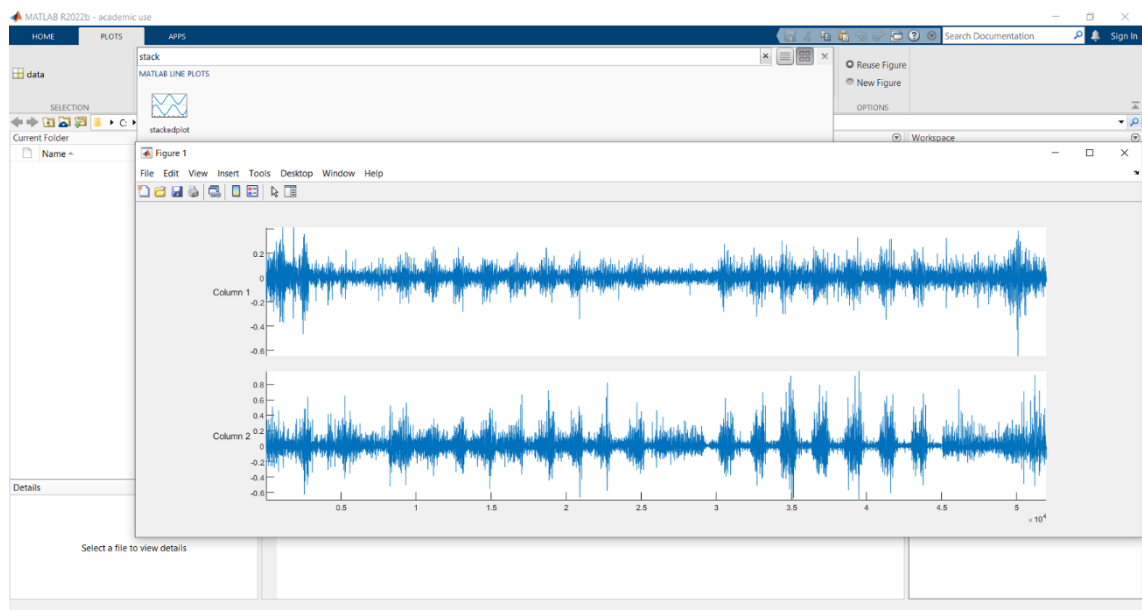 MATLAB R2022b - academic use
HOME PLOTS APPS
Search Documentation
Sign In
stack
data
MATLAB LINE PLOTS
Reuse Figure
New Figure
SELECTION
stackedplot
OPTIONS
C:
Current Folder
Workspace
Name
Figure 1
File Edit View Insert Tools Desktop Window Help
0.2
0
Column 1
-0.2
-0.4
-0.6
0.8
0.6
0.4
Column 2
0.2
0
-0.2
-0.4
-0.6
0.5 1 1.5 2 2.5 3 3.5 4 4.5 5
×10⁴
Details
Select a file to view details